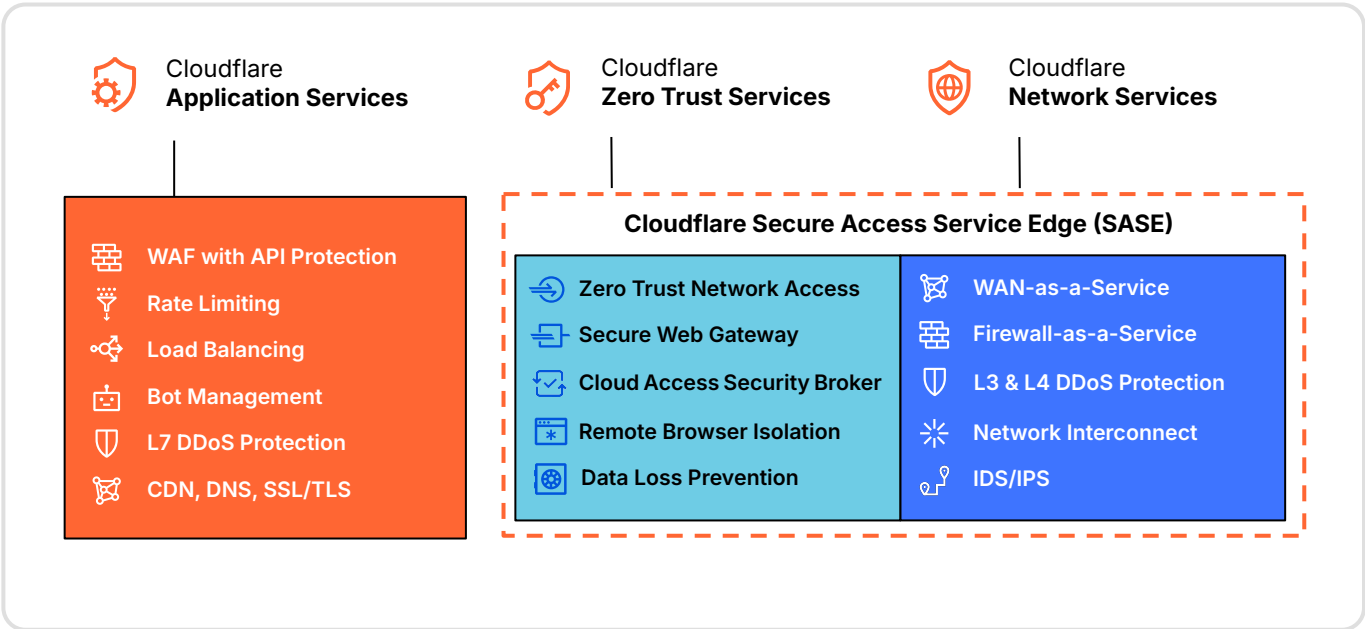 Cloudflare
Application Services
Cloudflare
Zero Trust Services
Cloudflare
Network Services
WAF with API Protection
Rate Limiting
Load Balancing
Bot Management
L7 DDoS Protection
CDN, DNS, SSL/TLS
Cloudflare Secure Access Service Edge (SASE)
Zero Trust Network Access
Secure Web Gateway
Cloud Access Security Broker
Remote Browser Isolation
Data Loss Prevention
WAN-as-a-Service
Firewall-as-a-Service
L3 & L4 DDoS Protection
Network Interconnect
IDS/IPS